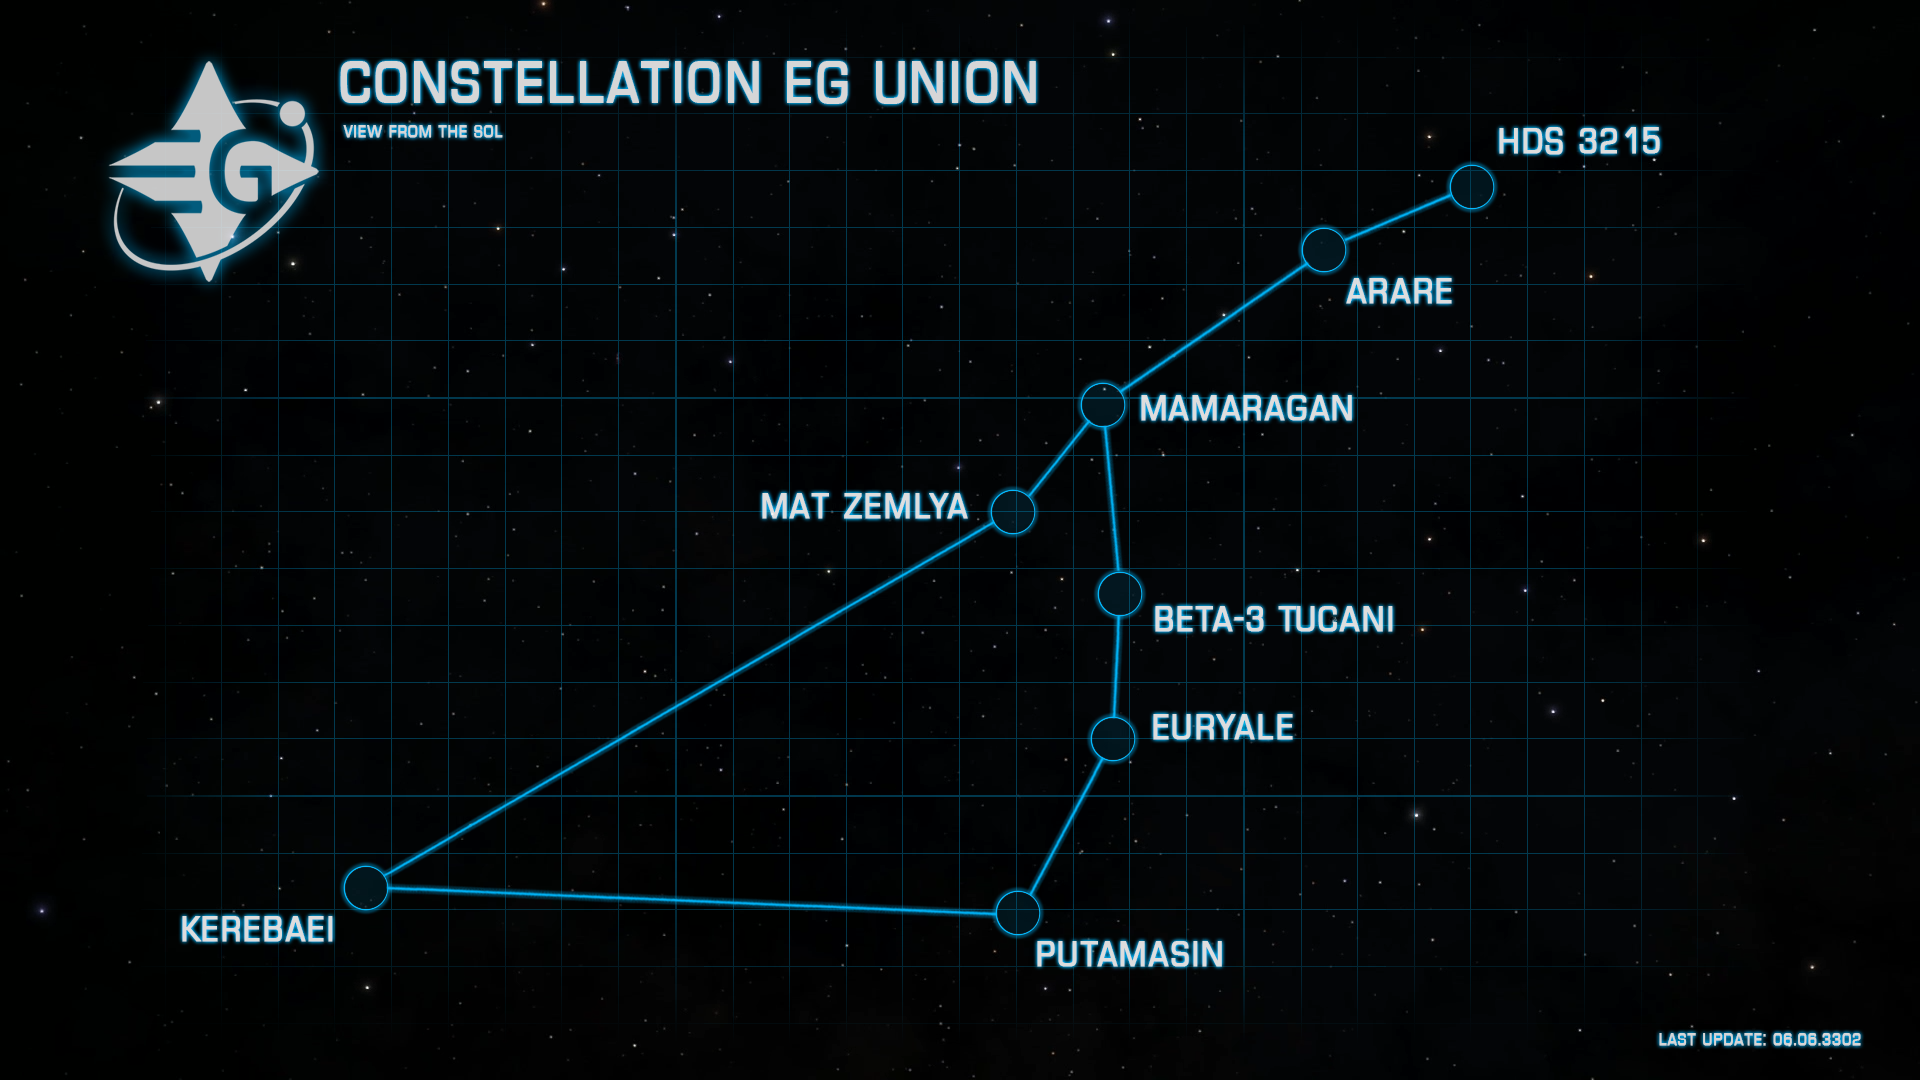 CONSTELLATION EG UNION
VIEW FROM THE SOL
EG
HDS 3215
ARARE
MAMARAGAN
MAT ZEMLYA
BETA-3 TUCANI
EURYALE
KEREBAEI
PUTAMASIN
LAST UPDATE: 06.06.3302